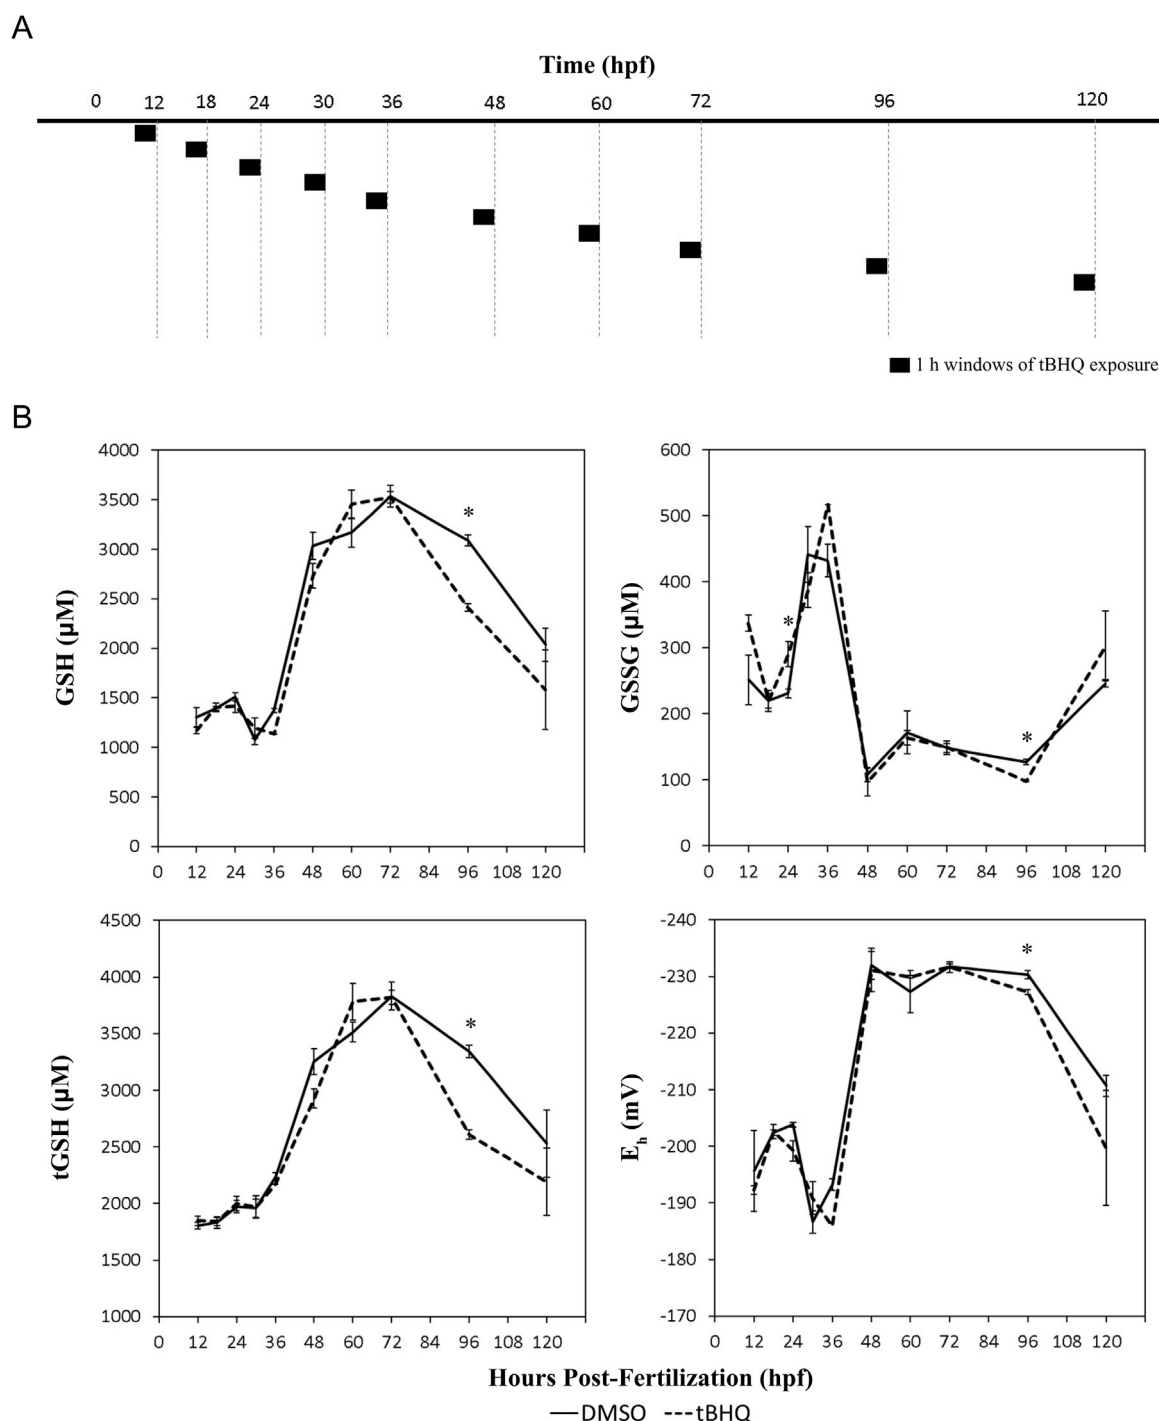 A
Time (hpf)
0 12 18 24 30 36 48 60 72 96 120
1 h windows of tBHQ exposure
B
4000
3500
3000
2500
2000
1500
1000
500
0
GSH (µM)
*
0 12 24 36 48 60 72 84 96 108 120
600
500
400
300
200
100
0
GSSG (µM)
*
*
0 12 24 36 48 60 72 84 96 108 120
4500
4000
3500
3000
2500
2000
1500
1000
tGSH (µM)
*
0 12 24 36 48 60 72 84 96 108 120
-240
-230
-220
-210
-200
-190
-180
-170
Eh (mV)
*
0 12 24 36 48 60 72 84 96 108 120
Hours Post-Fertilization (hpf)
DMSO tBHQ